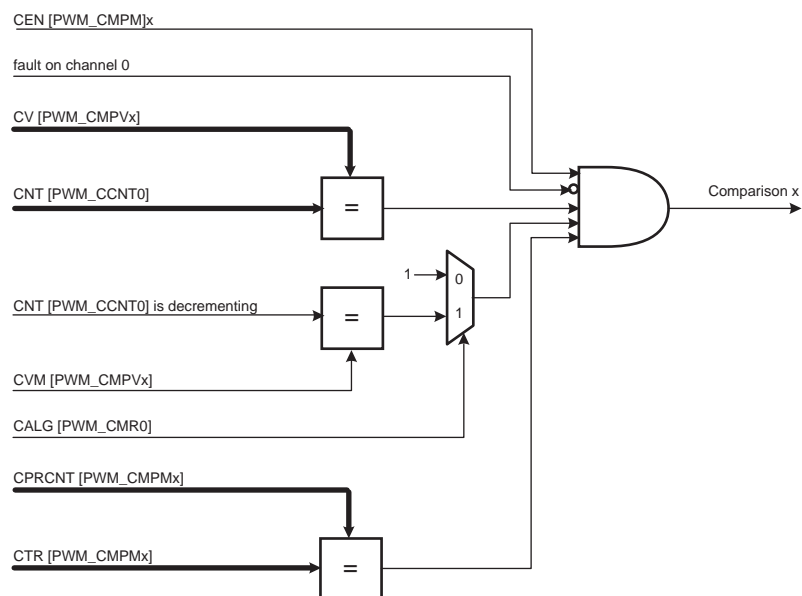 CEN [PWM_CMPM]x
fault on channel 0
CV [PWM_CMPVx]
CNT [PWM_CCNT0]
=
Comparison x
1
0
CNT [PWM_CCNT0] is decrementing
=
1
CVM [PWM_CMPVx]
CALG [PWM_CMR0]
CPRCNT [PWM_CMPMx]
CTR [PWM_CMPMx]
=